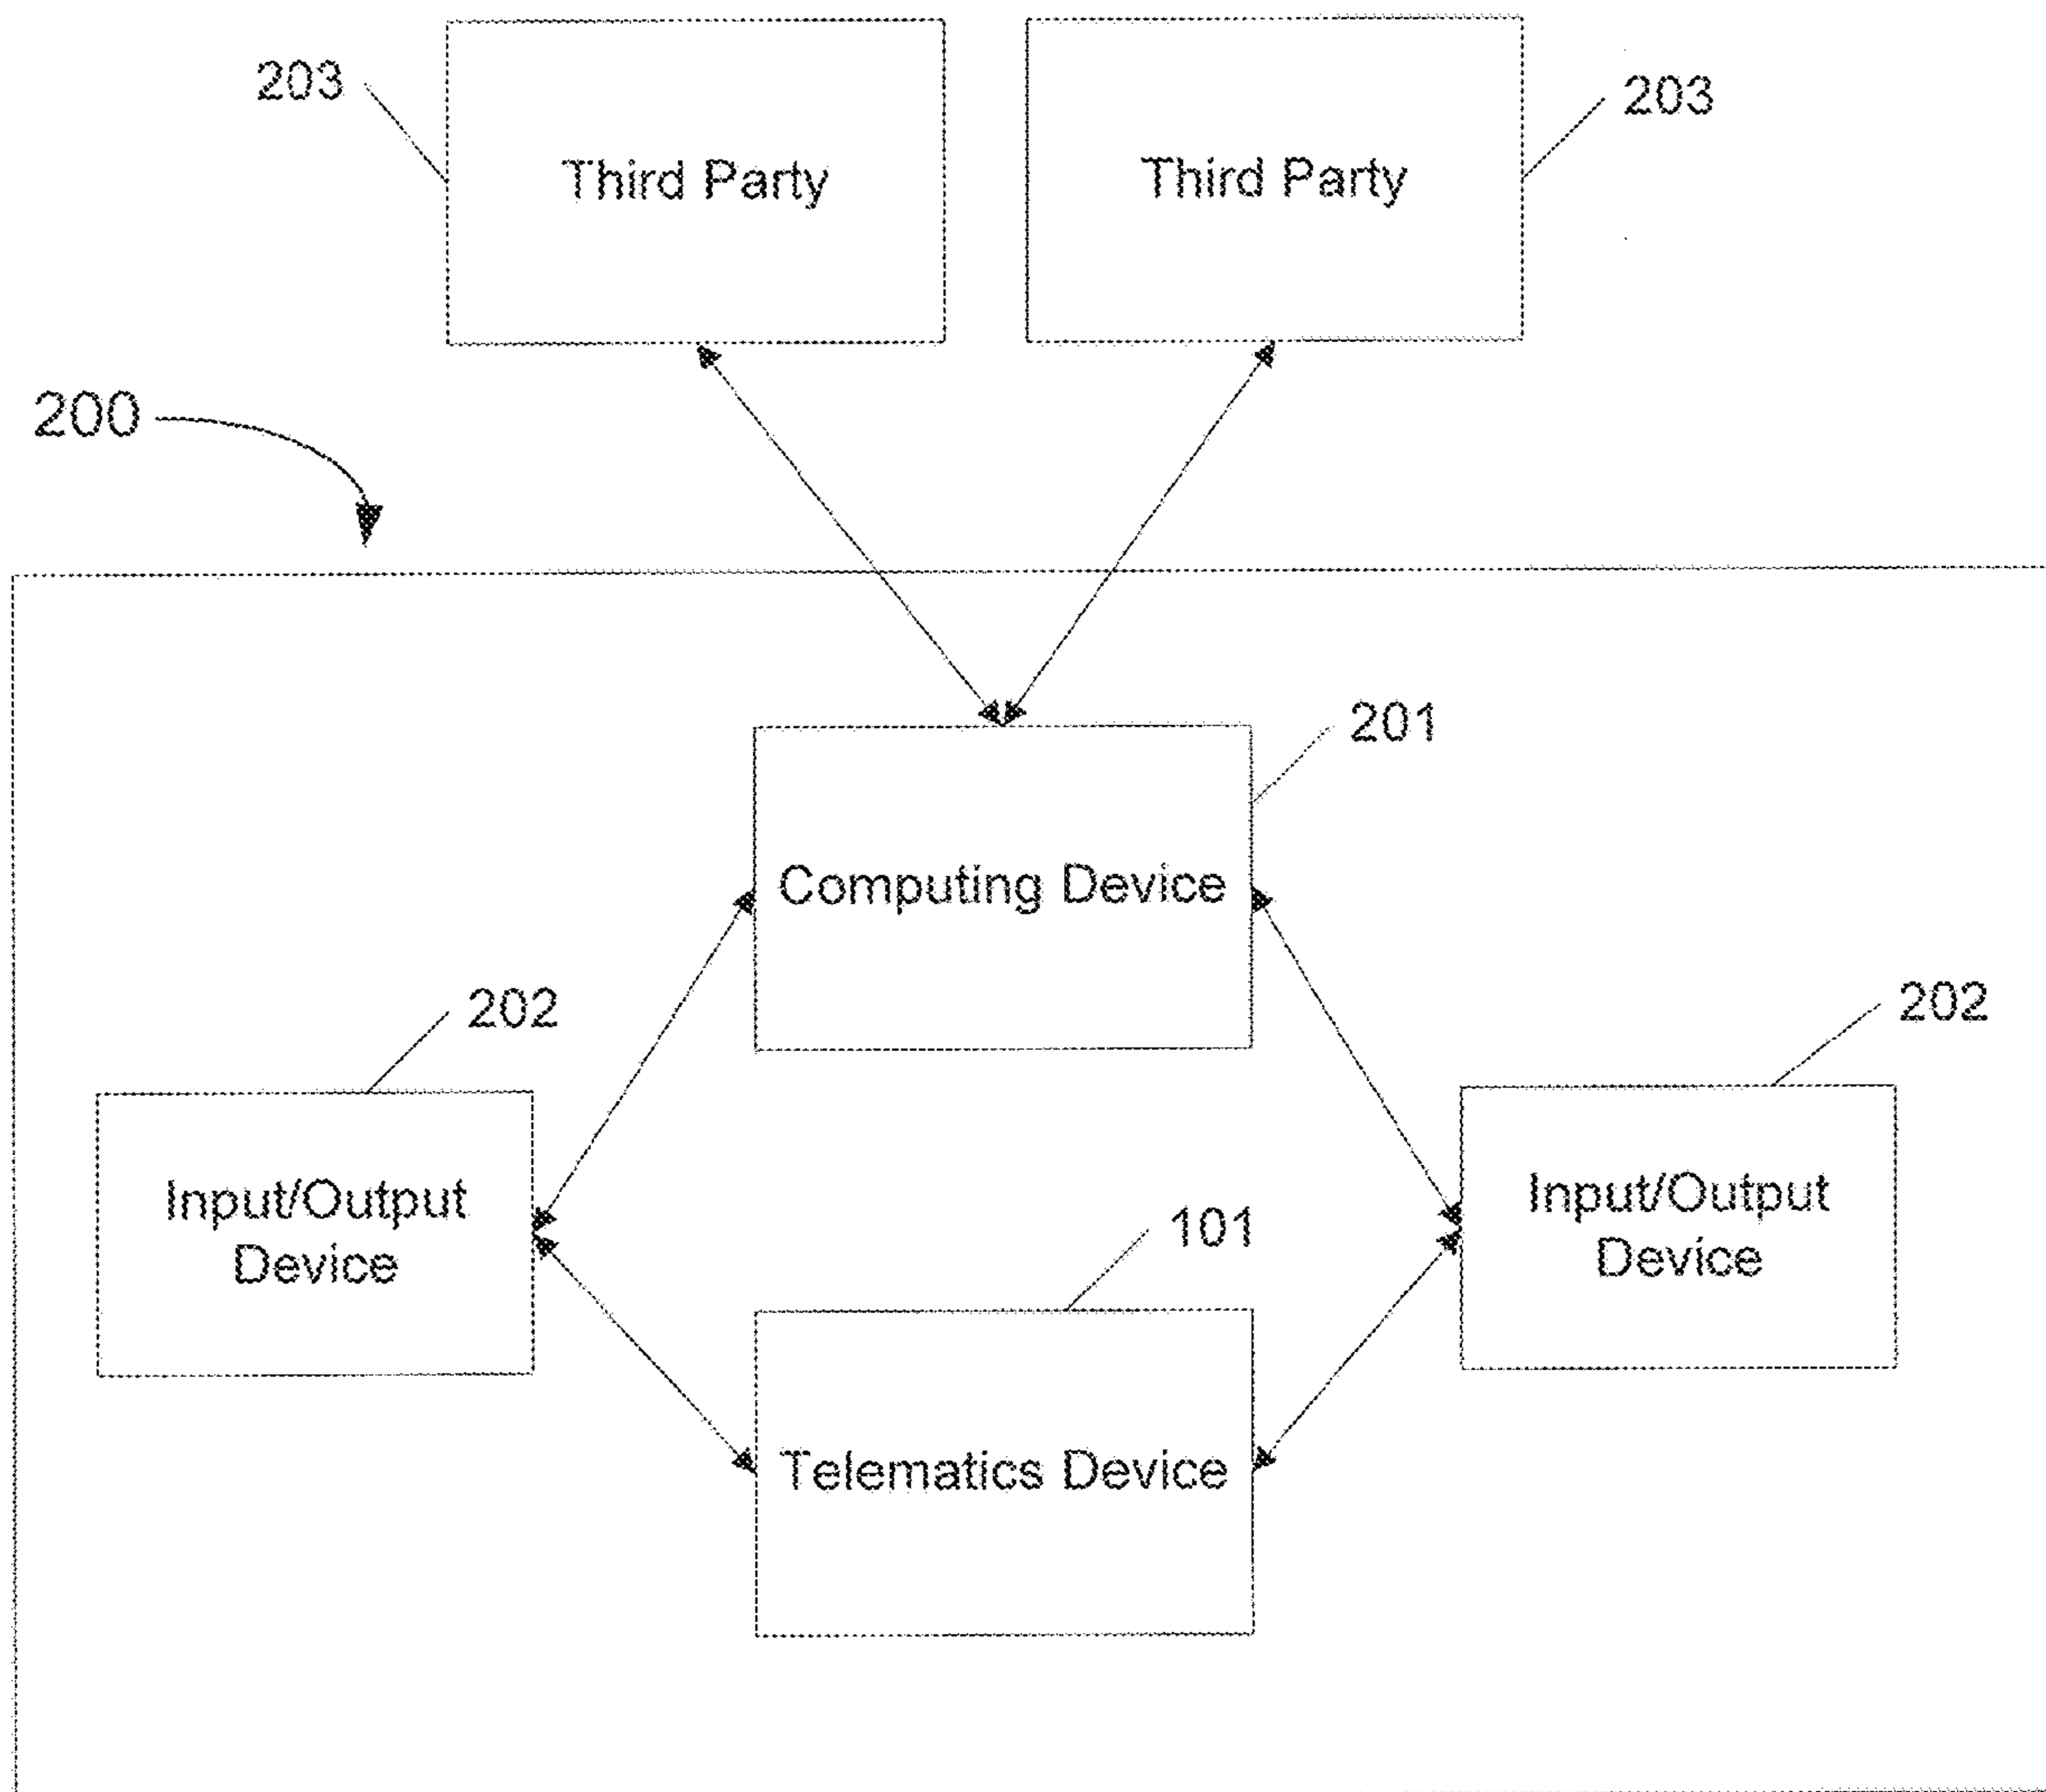 203
Third Party
Third Party
203
200
201
Computing Device
202
Input/Output
Device
202
Input/Output
Device
101
Telematics Device